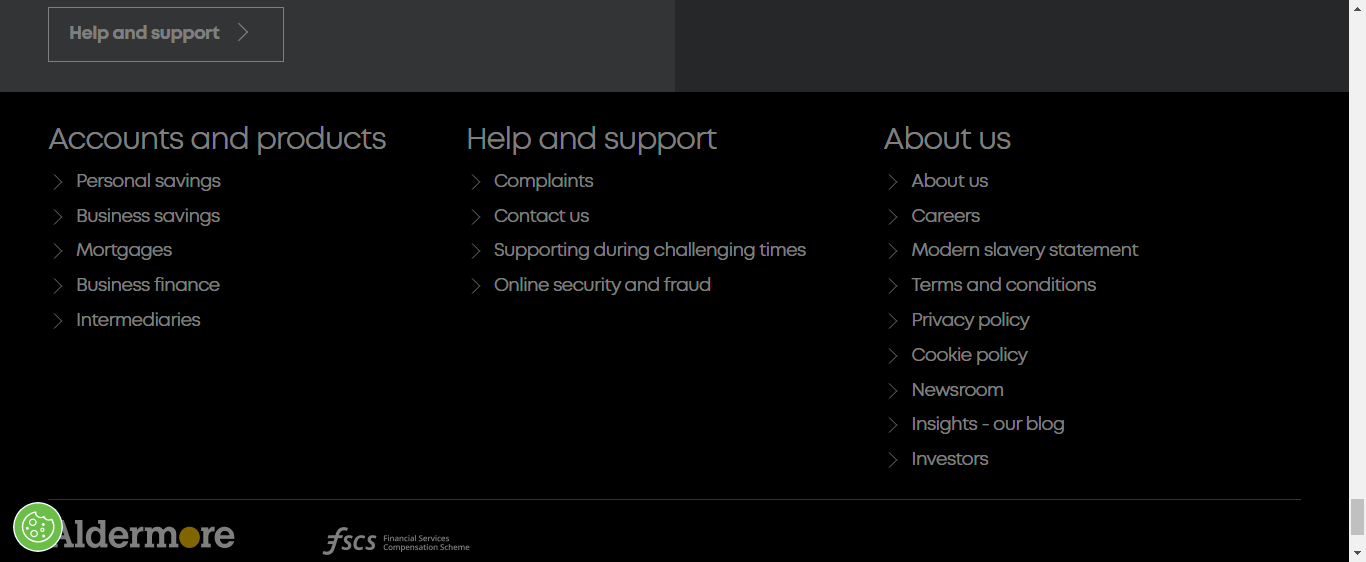 Help and support
Accounts and products
Personal savings
Business savings
Mortgages
Business finance
Intermediaries
Help and support
Complaints
Contact us
Supporting during challenging times
Online security and fraud
About us
About us
Careers
Modern slavery statement
Terms and conditions
Privacy policy
Cookie policy
Newsroom
Insights - our blog
Investors
Aldermore
fscs
Financial Services
Compensation Scheme